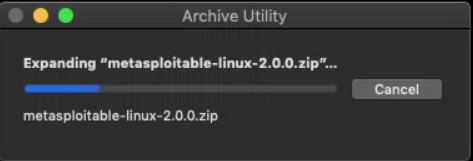 Archive Utility
Expanding “metasploitable-linux-2.0.0.zip”...
Cancel
metasploitable-linux-2.0.0.zip